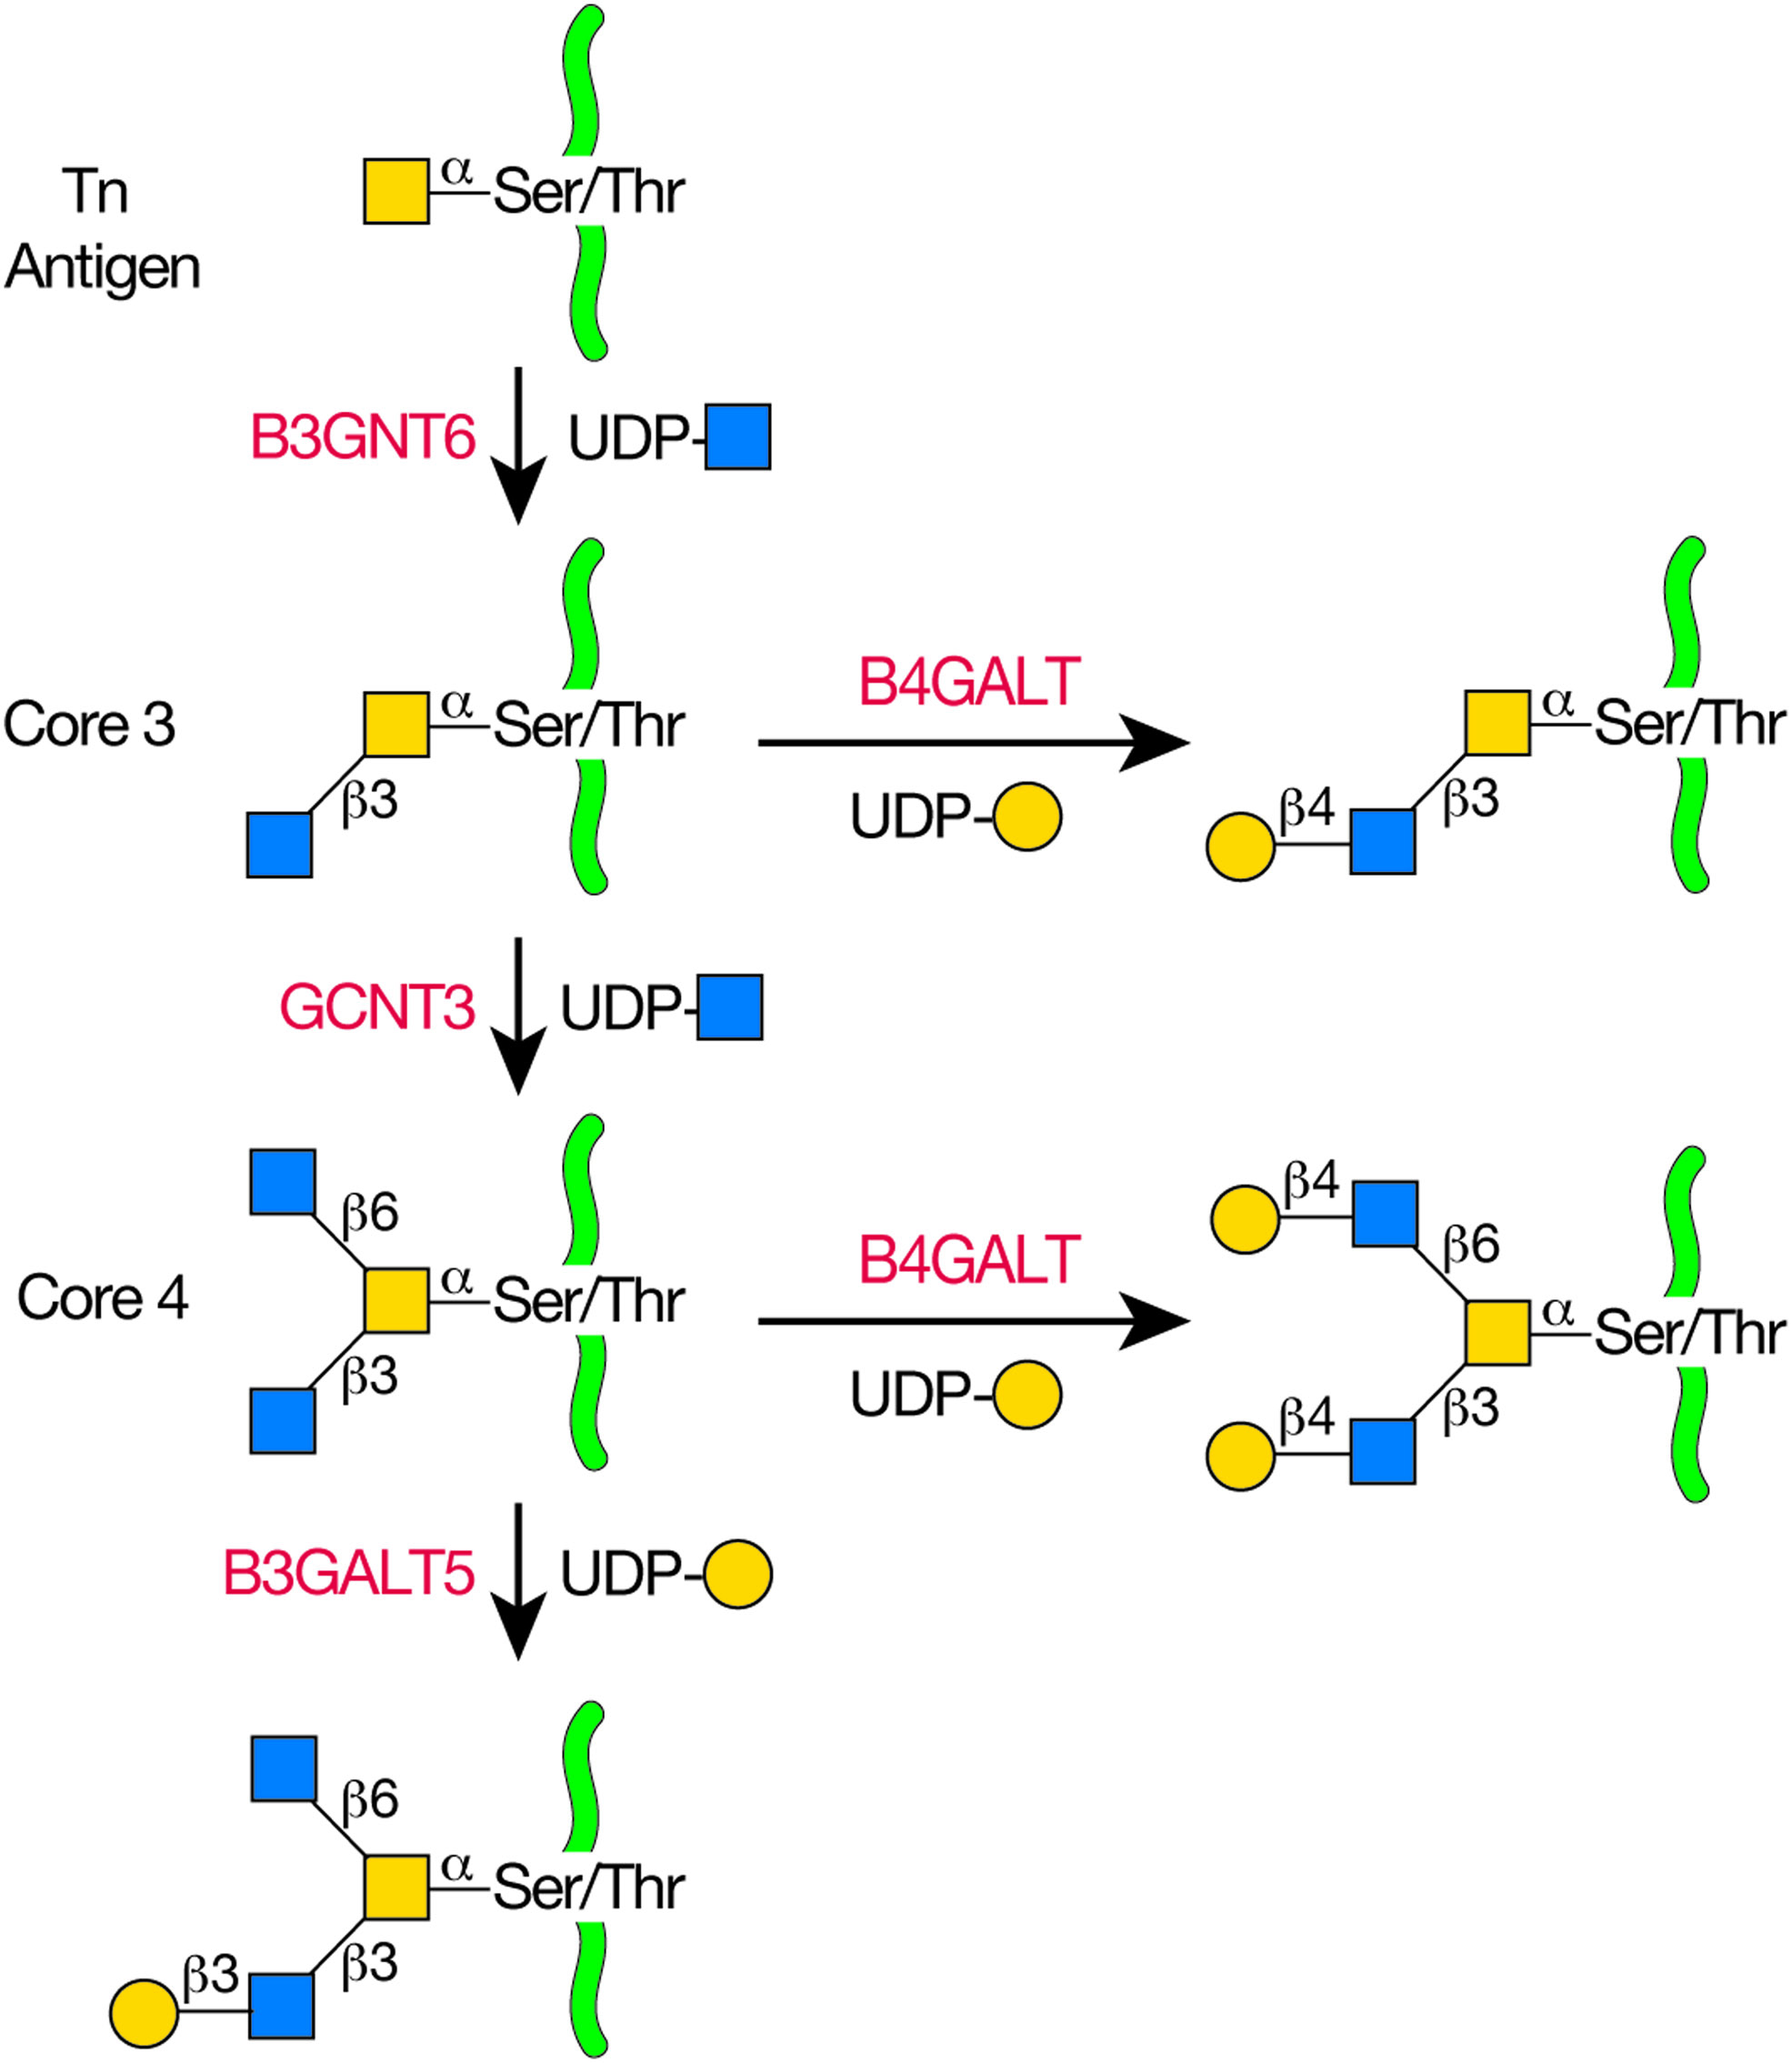 Tn
Antigen
α
Ser/Thr
B3GNT6
UDP-
Core 3
α
Ser/Thr
β3
B4GALT
UDP-
α
Ser/Thr
β3
β4
GCNT3
UDP-
Core 4
β6
α
Ser/Thr
β3
B4GALT
UDP-
β4
β6
α
Ser/Thr
β3
β4
B3GALT5
UDP-
β6
α
Ser/Thr
β3
β3